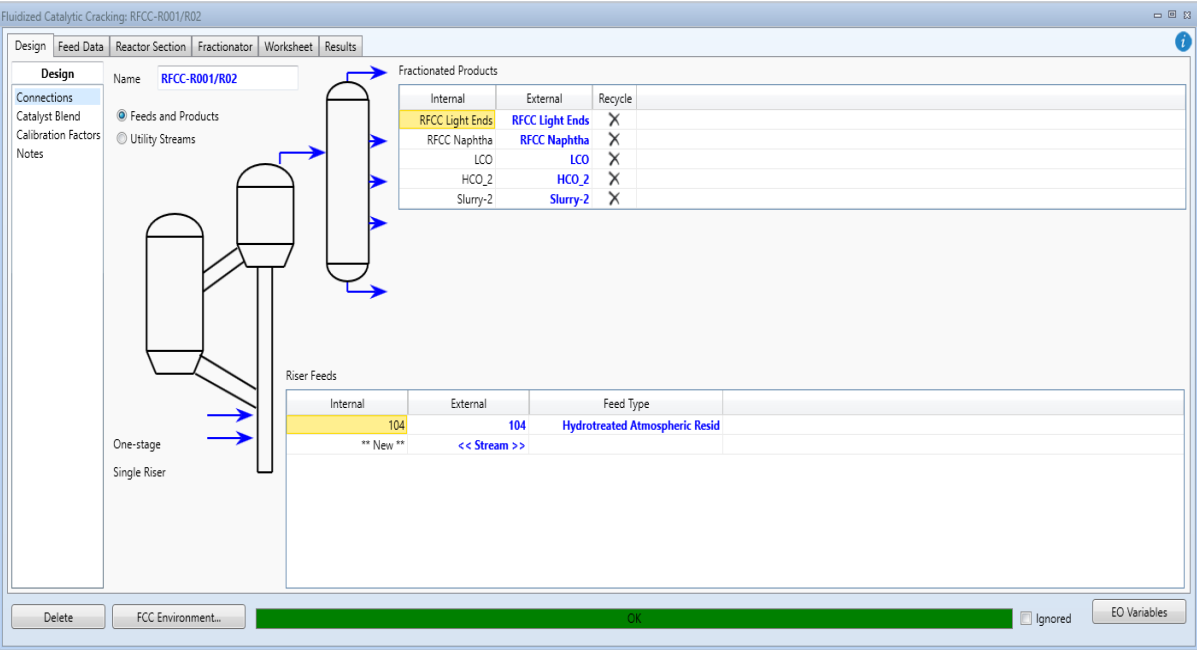 Fluidized Catalytic Cracking: RFCC-R001/R02
Design Feed Data Reactor Section Fractionator Worksheet Results
Design
Connections
Catalyst Blend
Calibration Factors
Notes
Name RFCC-R001/R02
Feeds and Products
Utility Streams
Fractionated Products
Internal External Recycle
RFCC Light Ends RFCC Light Ends
RFCC Naphtha RFCC Naphtha
LCO LCO
HCO_2 HCO_2
Slurry-2 Slurry-2
One-stage
Single Riser
Riser Feeds
Internal External Feed Type
104 104 Hydrotreated Atmospheric Resid
** New ** << Stream >>
Delete FCC Environment... OK Ignored EO Variables